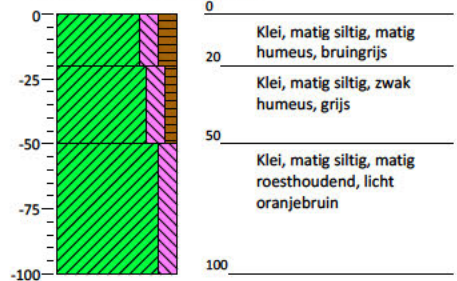 0
0
Klei, matig siltig, matig
humeus, bruingrijs
20
-25
Klei, matig siltig, zwak
humeus, grijs
50
-50
Klei, matig siltig, matig
roesthoudend, licht
oranjebruin
-75
100
-100